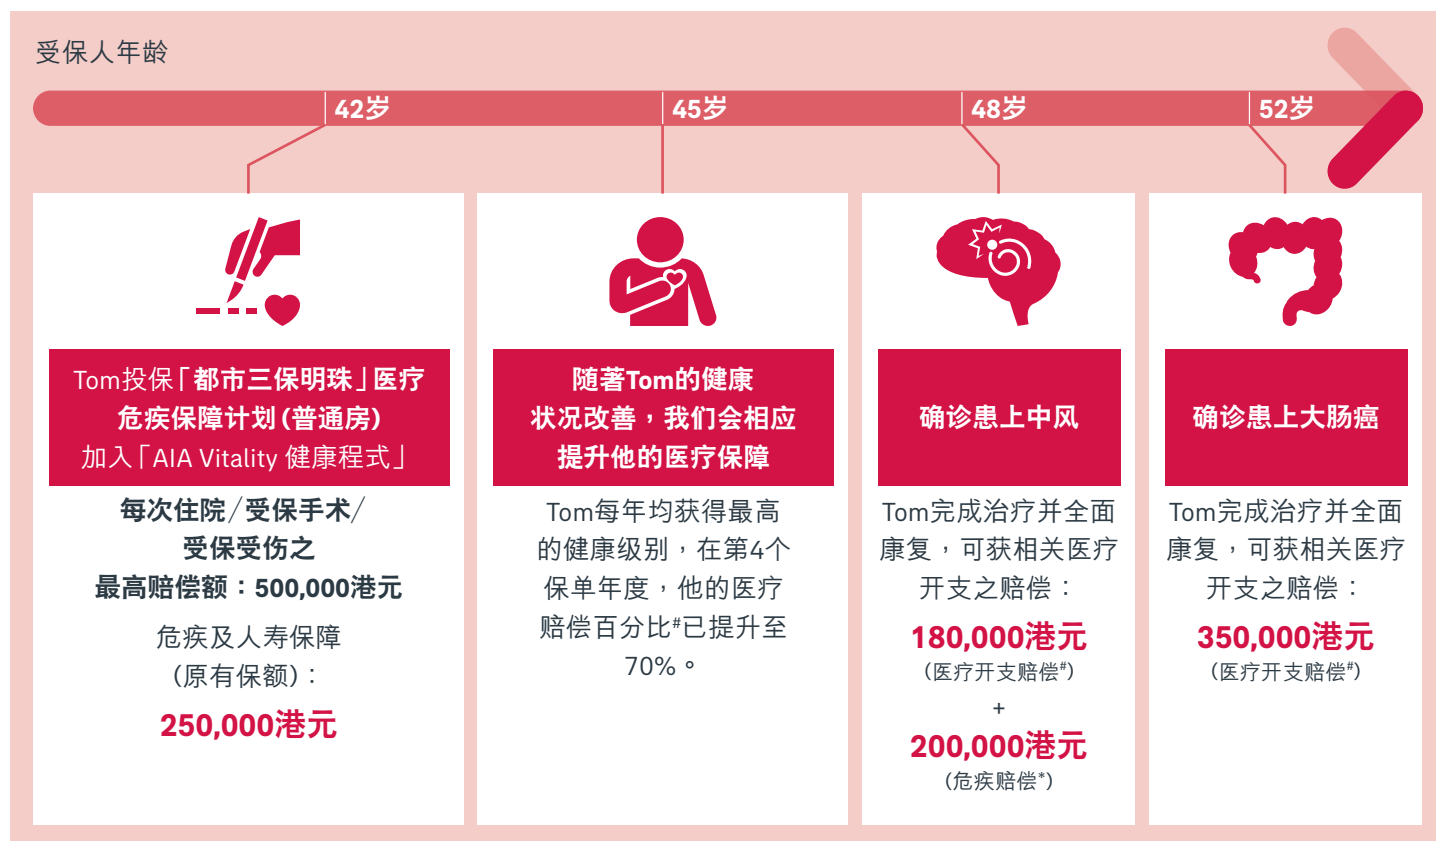 受保人年龄
42岁
45岁
48岁
52岁
Tom投保「都市三保明珠」医疗
危疾保障计划(普通房)
加入「AIA Vitality 健康程式」
每次住院/受保手术/
受保受伤之
最高赔偿额：500,000港元
危疾及人寿保障
(原有保额)：
250,000港元
随著Tom的健康
状况改善，我们会相应
提升他的医疗保障
Tom每年均获得最高
的健康级别，在第4个
保单年度，他的医疗
赔偿百分比#已提升至
70%。
确诊患上中风
Tom完成治疗并全面
康复，可获相关医疗
开支之赔偿：
180,000港元
(医疗开支赔偿#)
+
200,000港元
(危疾赔偿*)
确诊患上大肠癌
Tom完成治疗并全面
康复，可获相关医疗
开支之赔偿：
350,000港元
(医疗开支赔偿#)